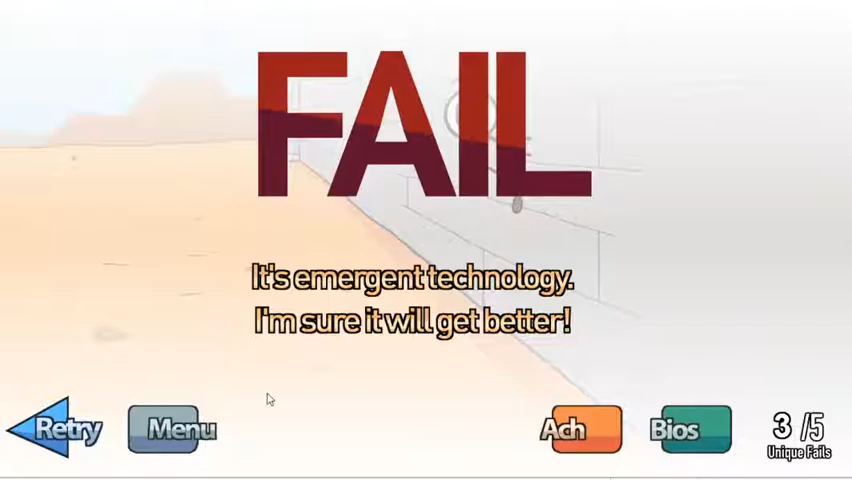 FAIL
It's emergent technology.
I'm sure it will get better!
Retry
Menu
Ach
Bios
3 /5
Unique Fails